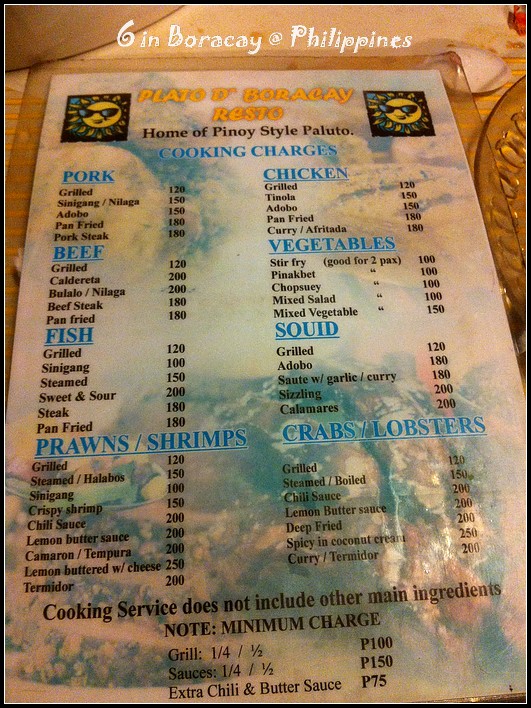 6 in Boracay @ Philippines
PLATO D' BORACAY
RESTO
Home of Pinoy Style Paluto.
COOKING CHARGES
PORK
Grilled 120
Sinigang / Nilaga 150
Adobo 150
Pan Fried 180
Pork Steak 180
BEEF
Grilled 120
Caldereta 200
Bulalo / Nilaga 200
Beef Steak 180
Pan fried 180
FISH
Grilled 120
Sinigang 100
Steamed 150
Sweet & Sour 200
Steak 180
Pan Fried 180
PRAWNS / SHRIMPS
Grilled 120
Steamed / Halabos 150
Sinigang 100
Crispy shrimp 150
Chili Sauce 200
Lemon butter sauce 200
Camaron / Tempura 200
Lemon buttered w/ cheese 250
Termidor 200
CHICKEN
Grilled 120
Tinola 150
Adobo 150
Pan Fried 180
Curry / Afritada 180
VEGETABLES
Stir fry (good for 2 pax) 100
Pinakbet “ 100
Chopsuey “ 100
Mixed Salad “ 100
Mixed Vegetable “ 150
SQUID
Grilled 120
Adobo 180
Saute w/ garlic / curry 180
Sizzling 200
Calamares 200
CRABS / LOBSTERS
Grilled 120
Steamed / Boiled 150
Chili Sauce 200
Lemon Butter sauce 200
Deep Fried 200
Spicy in coconut cream 250
Curry / Termidor 200
Cooking Service does not include other main ingredients
NOTE: MINIMUM CHARGE
Grill: 1/4 / ½ P100
Sauces: 1/4 / ½ P150
Extra Chili & Butter Sauce P75